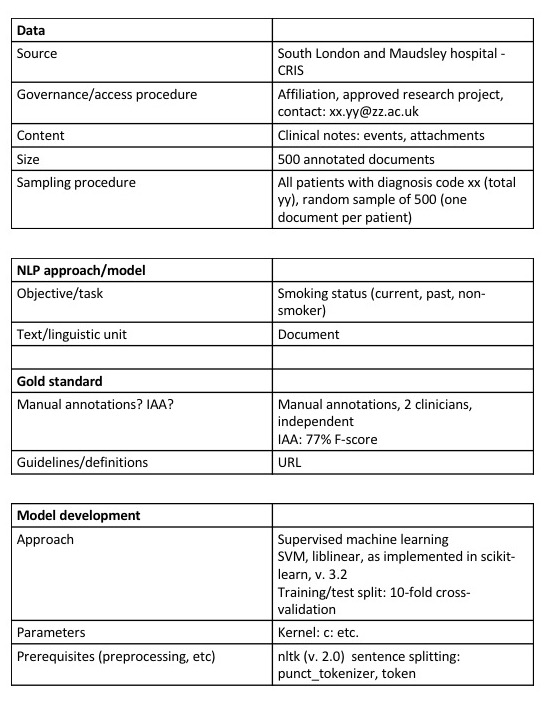 Data
Source
South London and Maudsley hospital -
CRIS
Governance/access procedure
Affiliation, approved research project,
contact: xx.yy@zz.ac.uk
Content
Clinical notes: events, attachments
Size
500 annotated documents
Sampling procedure
All patients with diagnosis code xx (total
yy), random sample of 500 (one
document per patient)
NLP approach/model
Objective/task
Smoking status (current, past, non-
smoker)
Text/linguistic unit
Document
Gold standard
Manual annotations? IAA?
Manual annotations, 2 clinicians,
independent
IAA: 77% F-score
Guidelines/definitions
URL
Model development
Approach
Supervised machine learning
SVM, liblinear, as implemented in scikit-
learn, v. 3.2
Training/test split: 10-fold cross-
validation
Parameters
Kernel: c: etc.
Prerequisites (preprocessing, etc)
nltk (v. 2.0) sentence splitting:
punct_tokenizer, token